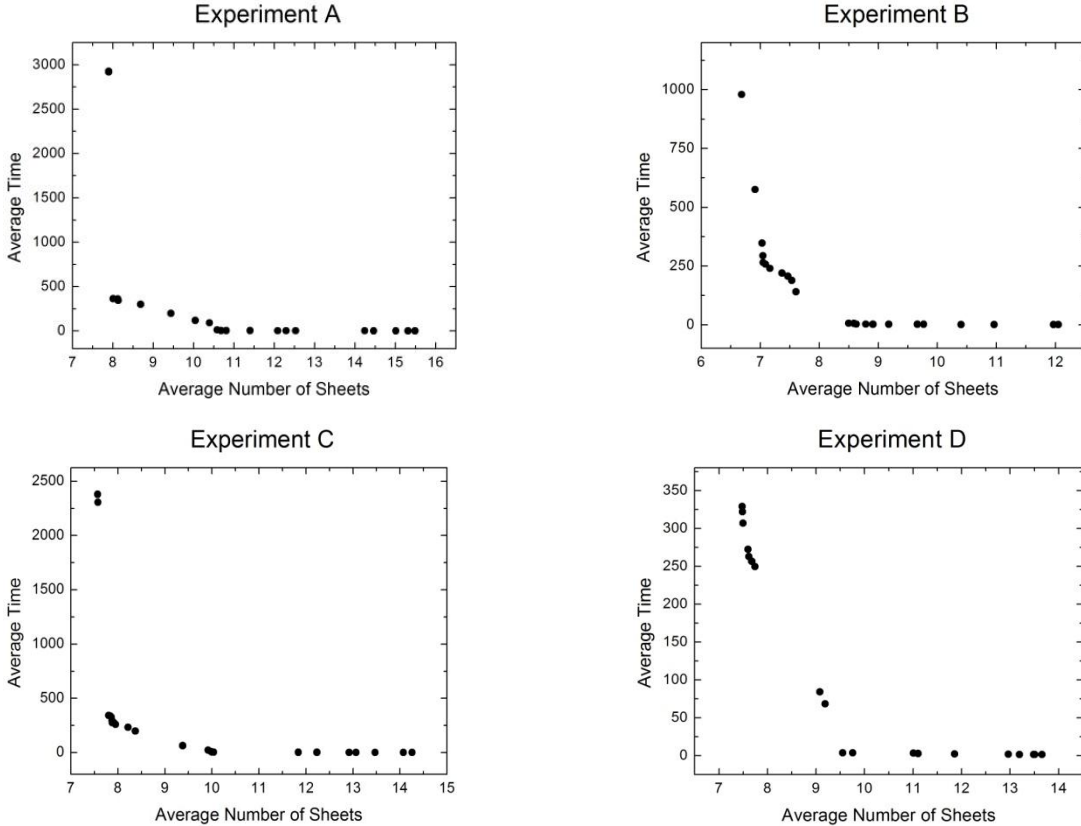 Experiment A
3000
2500
2000
1500
1000
500
0
Average Time
7 8 9 10 11 12 13 14 15 16
Average Number of Sheets
Experiment B
1000
750
500
250
0
Average Time
6 7 8 9 10 11 12
Average Number of Sheets
Experiment C
2500
2000
1500
1000
500
0
Average Time
7 8 9 10 11 12 13 14 15
Average Number of Sheets
Experiment D
350
300
250
200
150
100
50
0
Average Time
7 8 9 10 11 12 13 14
Average Number of Sheets